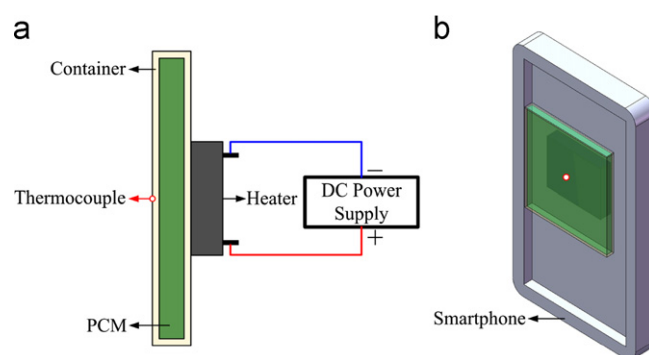 a
Container
Thermocouple
PCM
Heater
−
DC Power
Supply
+
b
Smartphone